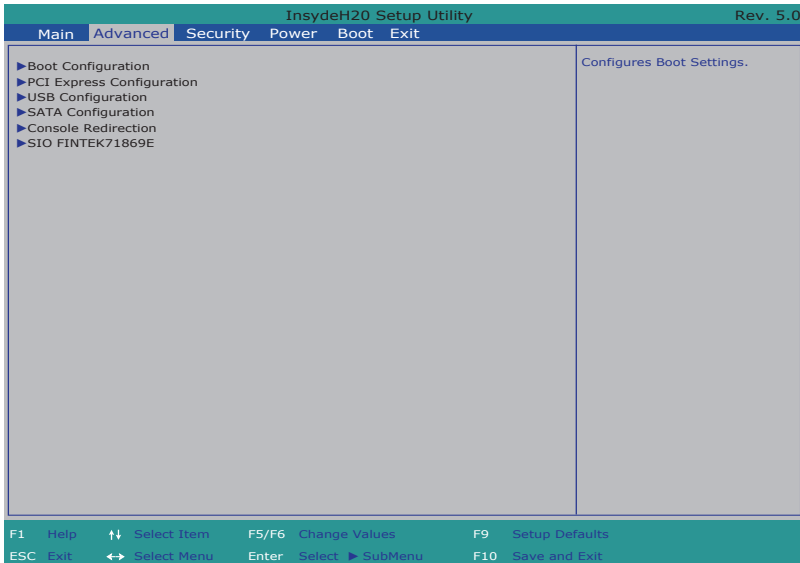 InsydeH20 Setup Utility Rev. 5.0
Main Advanced Security Power Boot Exit
►Boot Configuration
►PCI Express Configuration
►USB Configuration
►SATA Configuration
►Console Redirection
►SIO FINTEK71869E
Configures Boot Settings.
F1 Help ↑↓ Select Item F5/F6 Change Values F9 Setup Defaults
ESC Exit ↔ Select Menu Enter Select ► SubMenu F10 Save and Exit